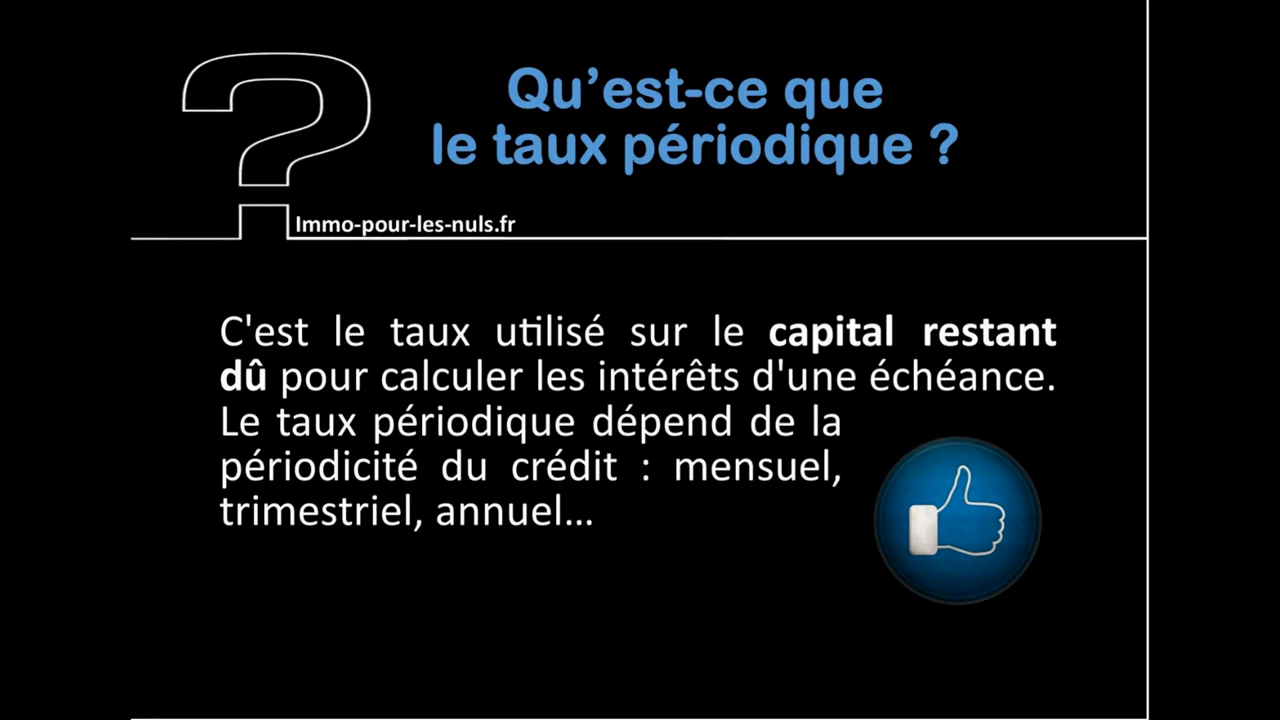 Qu’est-ce que
le taux périodique ?
Immo-pour-les-nuls.fr
C'est le taux utilisé sur le capital restant
dû pour calculer les intérêts d'une échéance.
Le taux périodique dépend de la
périodicité du crédit : mensuel,
trimestriel, annuel...